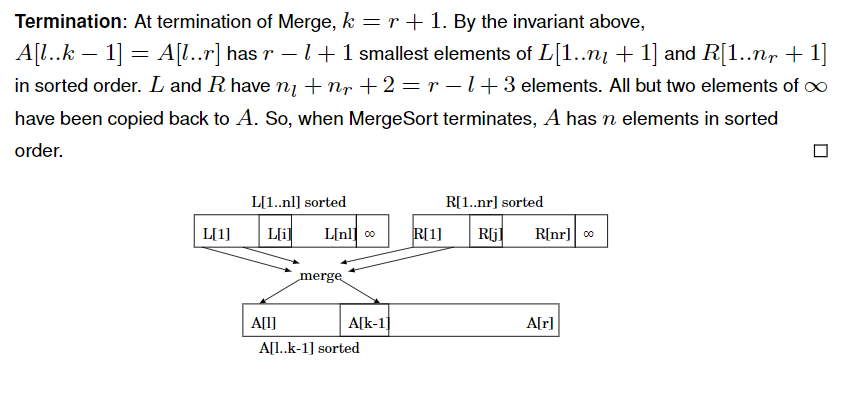 Termination: At termination of Merge, k = r + 1. By the invariant above,
A[l..k − 1] = A[l..r] has r − l + 1 smallest elements of L[1..n_l + 1] and R[1..n_r + 1]
in sorted order. L and R have n_l + n_r + 2 = r − l + 3 elements. All but two elements of ∞
have been copied back to A. So, when MergeSort terminates, A has n elements in sorted
order. □
L[1..nl] sorted R[1..nr] sorted
L[1] L[i] L[nl] ∞ R[1] R[j] R[nr] ∞
merge
A[l] A[k-1] A[r]
A[l..k-1] sorted